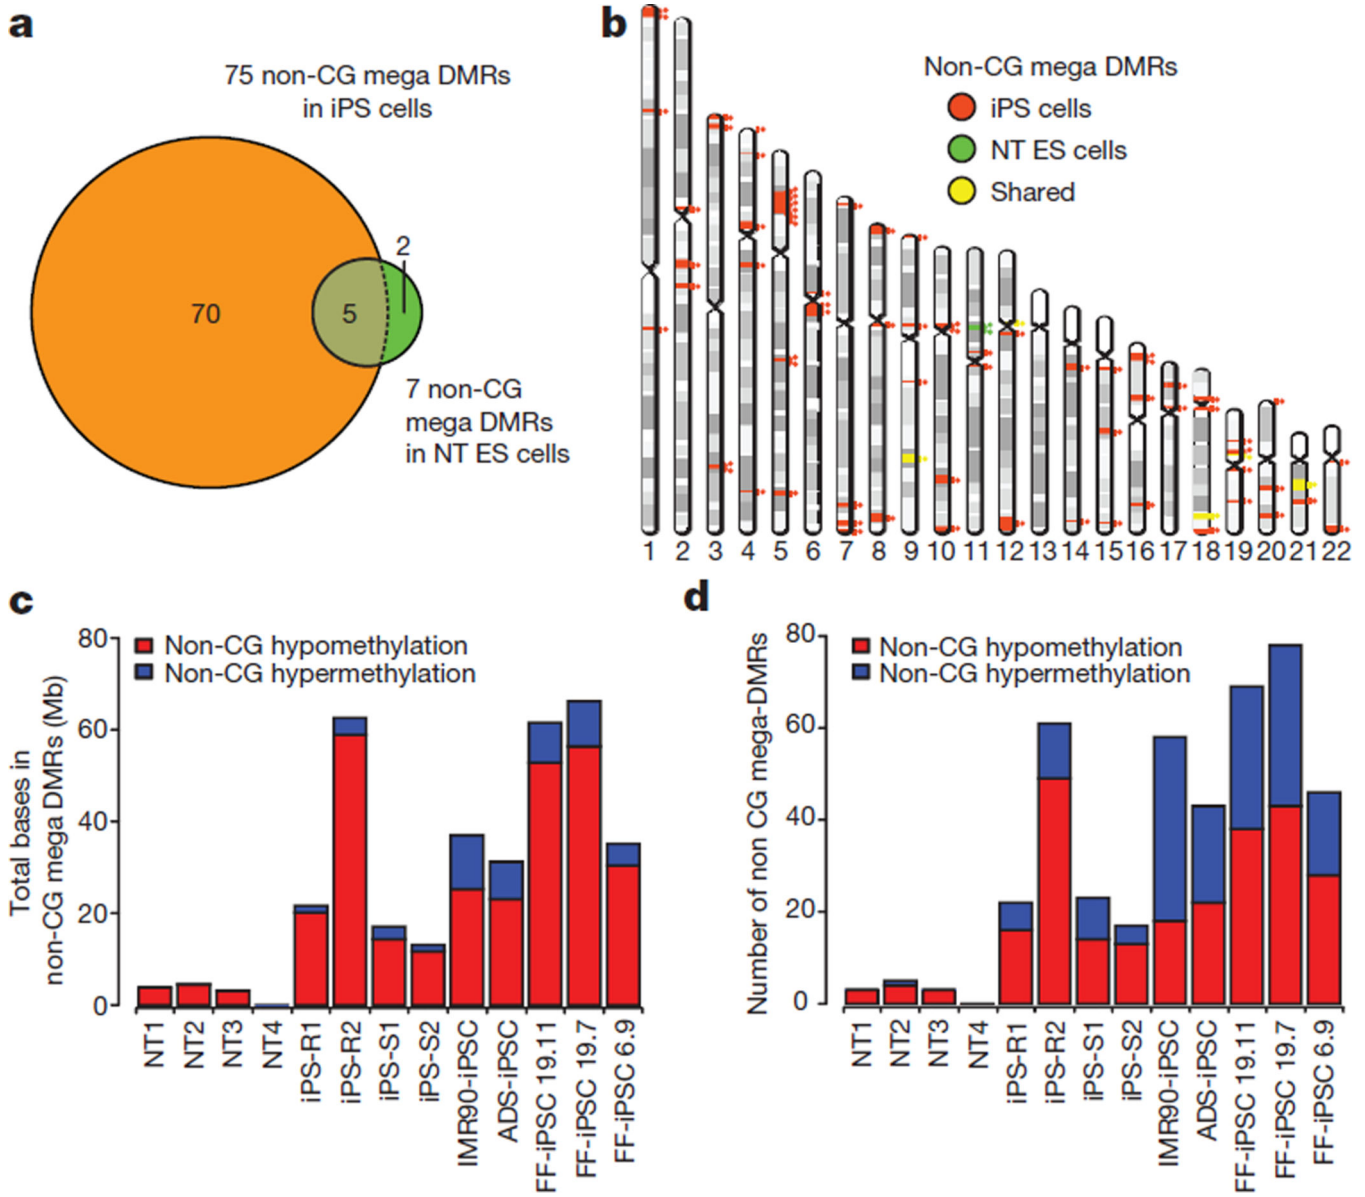 a
75 non-CG mega DMRs
in iPS cells
70
5
2
7 non-CG
mega DMRs
in NT ES cells
b
Non-CG mega DMRs
iPS cells
NT ES cells
Shared
1 2 3 4 5 6 7 8 9 10 11 12 13 14 15 16 17 18 19 20 21 22
c
Total bases in
non-CG mega DMRs (Mb)
80
60
40
20
0
Non-CG hypomethylation
Non-CG hypermethylation
NT1
NT2
NT3
NT4
iPS-R1
iPS-R2
iPS-S1
iPS-S2
IMR90-iPSC
ADS-iPSC
FF-iPSC 19.11
FF-iPSC 19.7
FF-iPSC 6.9
d
Number of non CG mega-DMRs
80
60
40
20
0
Non-CG hypomethylation
Non-CG hypermethylation
NT1
NT2
NT3
NT4
iPS-R1
iPS-R2
iPS-S1
iPS-S2
IMR90-iPSC
ADS-iPSC
FF-iPSC 19.11
FF-iPSC 19.7
FF-iPSC 6.9